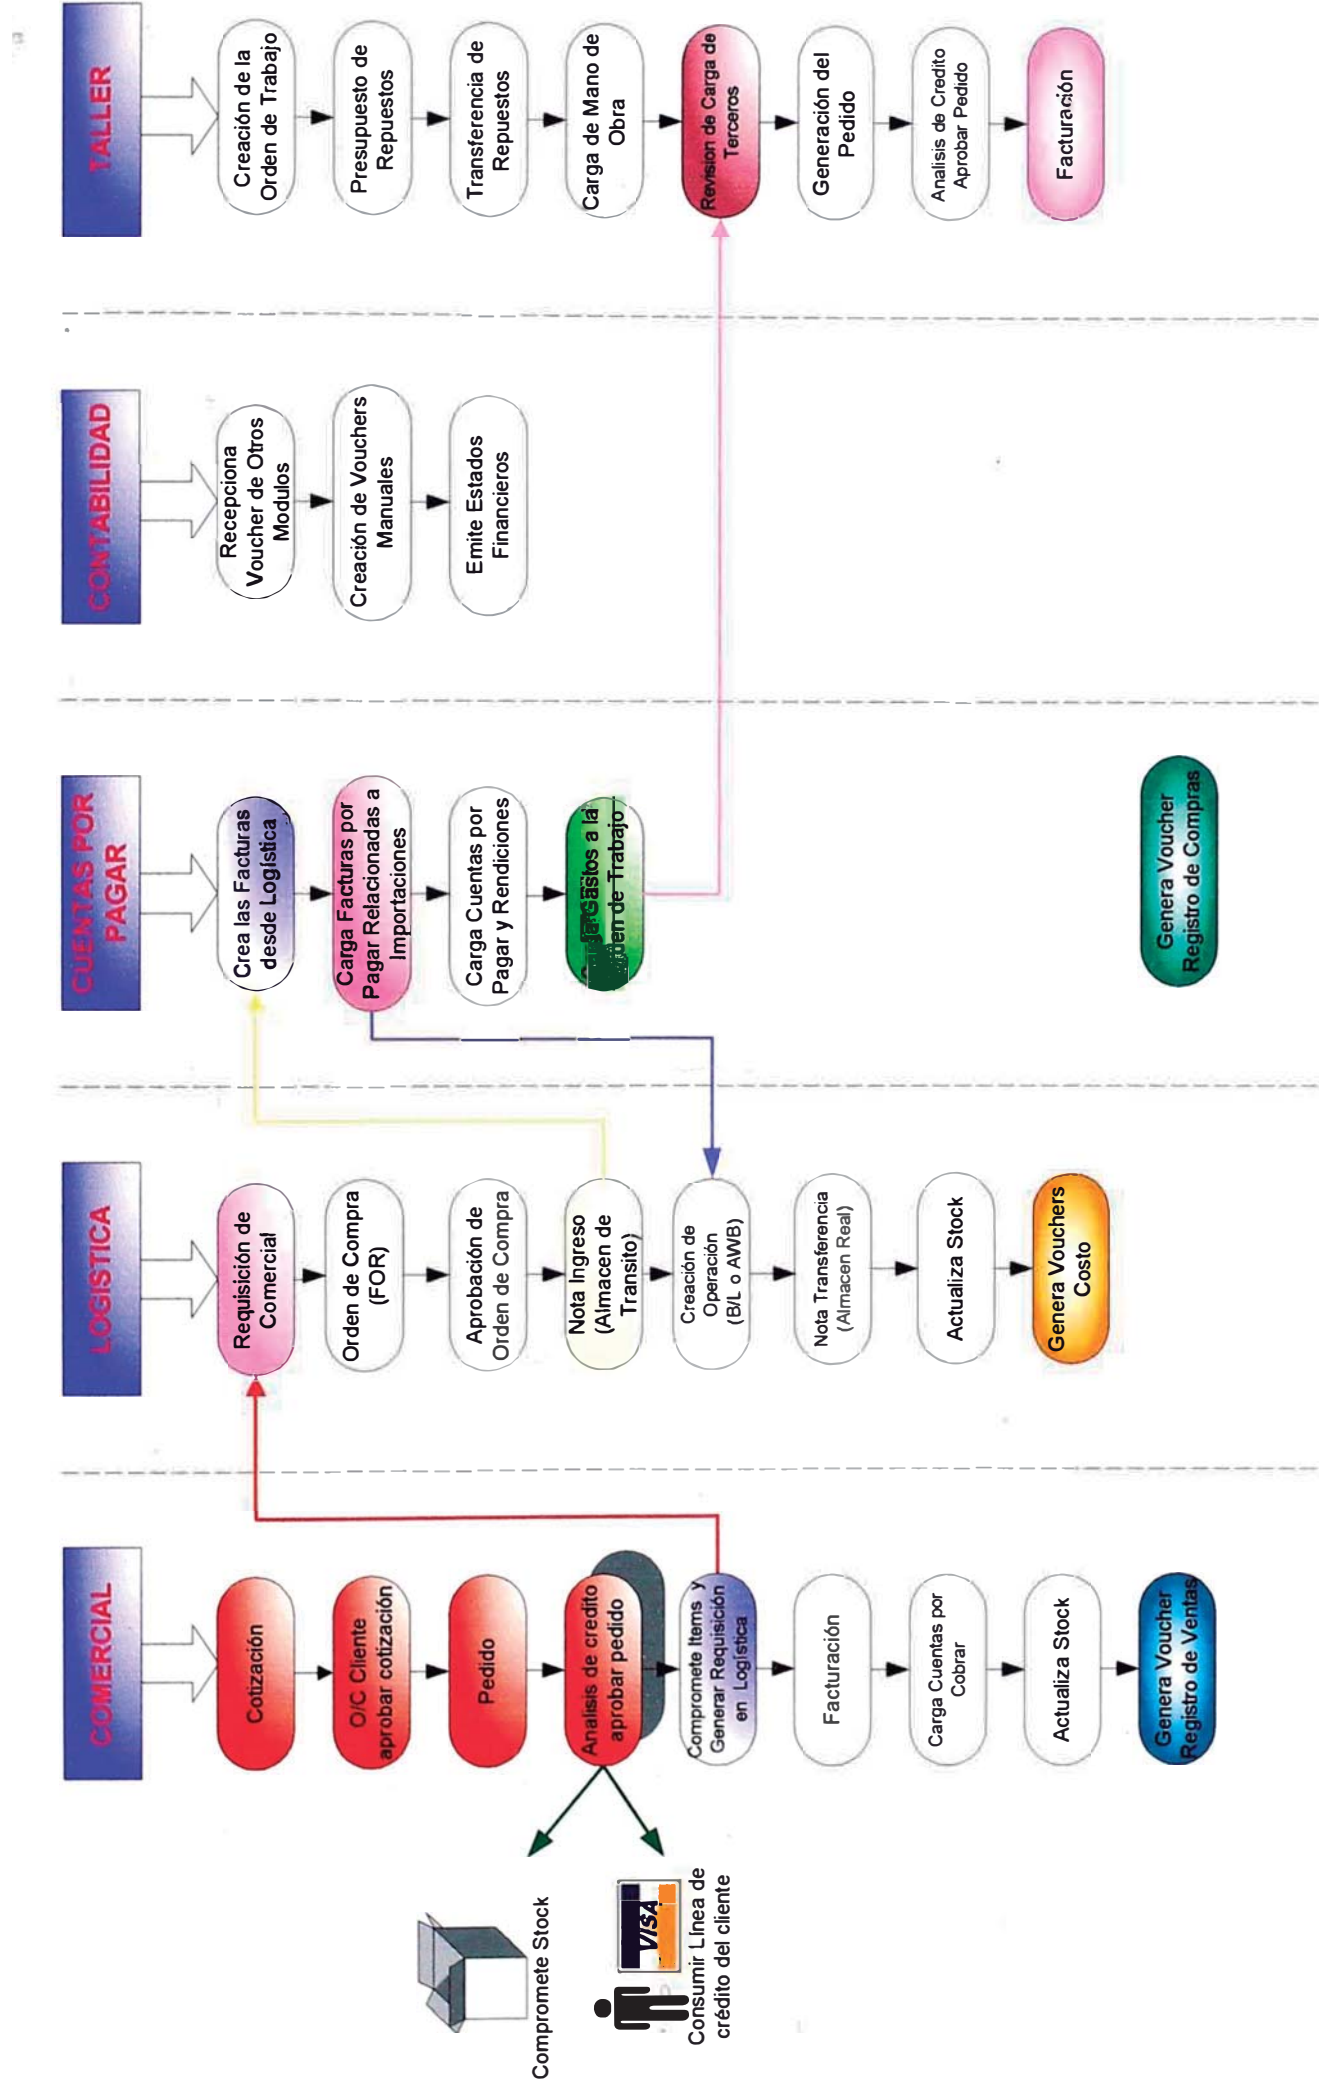 COMERCIAL
Cotización
O/C Cliente
aprobar cotización
Pedido
Analisis de credito
aprobar pedido
Compromete Items y
Generar Requisición
en Logística
Facturación
Carga Cuentas por
Cobrar
Actualiza Stock
Genera Voucher
Registro de Ventas
Compromete Stock
VISA
Consumir Línea de
crédito del cliente
LOGISTICA
Requisición de
Comercial
Orden de Compra
(FOR)
Aprobación de
Orden de Compra
Nota Ingreso
(Almacen de
Transito)
Creación de
Operación
(B/L o AWB)
Nota Transferencia
(Almacen Real)
Actualiza Stock
Genera Vouchers
Costo
CUENTAS POR
PAGAR
Crea las Facturas
desde Logística
Carga Facturas por
Pagar Relacionadas a
Importaciones
Carga Cuentas por
Pagar y Rendiciones
Gastos a la
de Trabajo
Genera Voucher
Registro de Compras
CONTABILIDAD
Recepciona
Voucher de Otros
Modulos
Creación de Vouchers
Manuales
Emite Estados
Financieros
TALLER
Creación de la
Orden de Trabajo
Presupuesto de
Repuestos
Transferencia de
Repuestos
Carga de Mano de
Obra
Revision de Carga de
Terceros
Generación del
Pedido
Analisis de Credito
Aprobar Pedido
Facturación